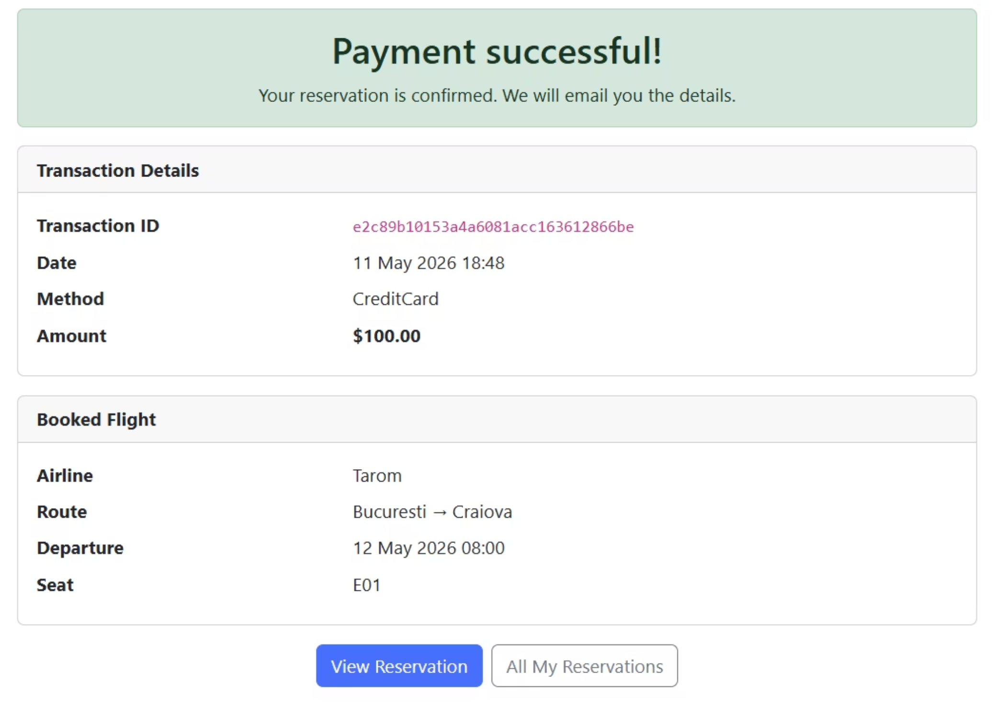 Payment successful!
Your reservation is confirmed. We will email you the details.
Transaction Details
Transaction ID e2c89b10153a4a6081acc163612866be
Date 11 May 2026 18:48
Method CreditCard
Amount $100.00
Booked Flight
Airline Tarom
Route Bucuresti → Craiova
Departure 12 May 2026 08:00
Seat E01
View Reservation All My Reservations